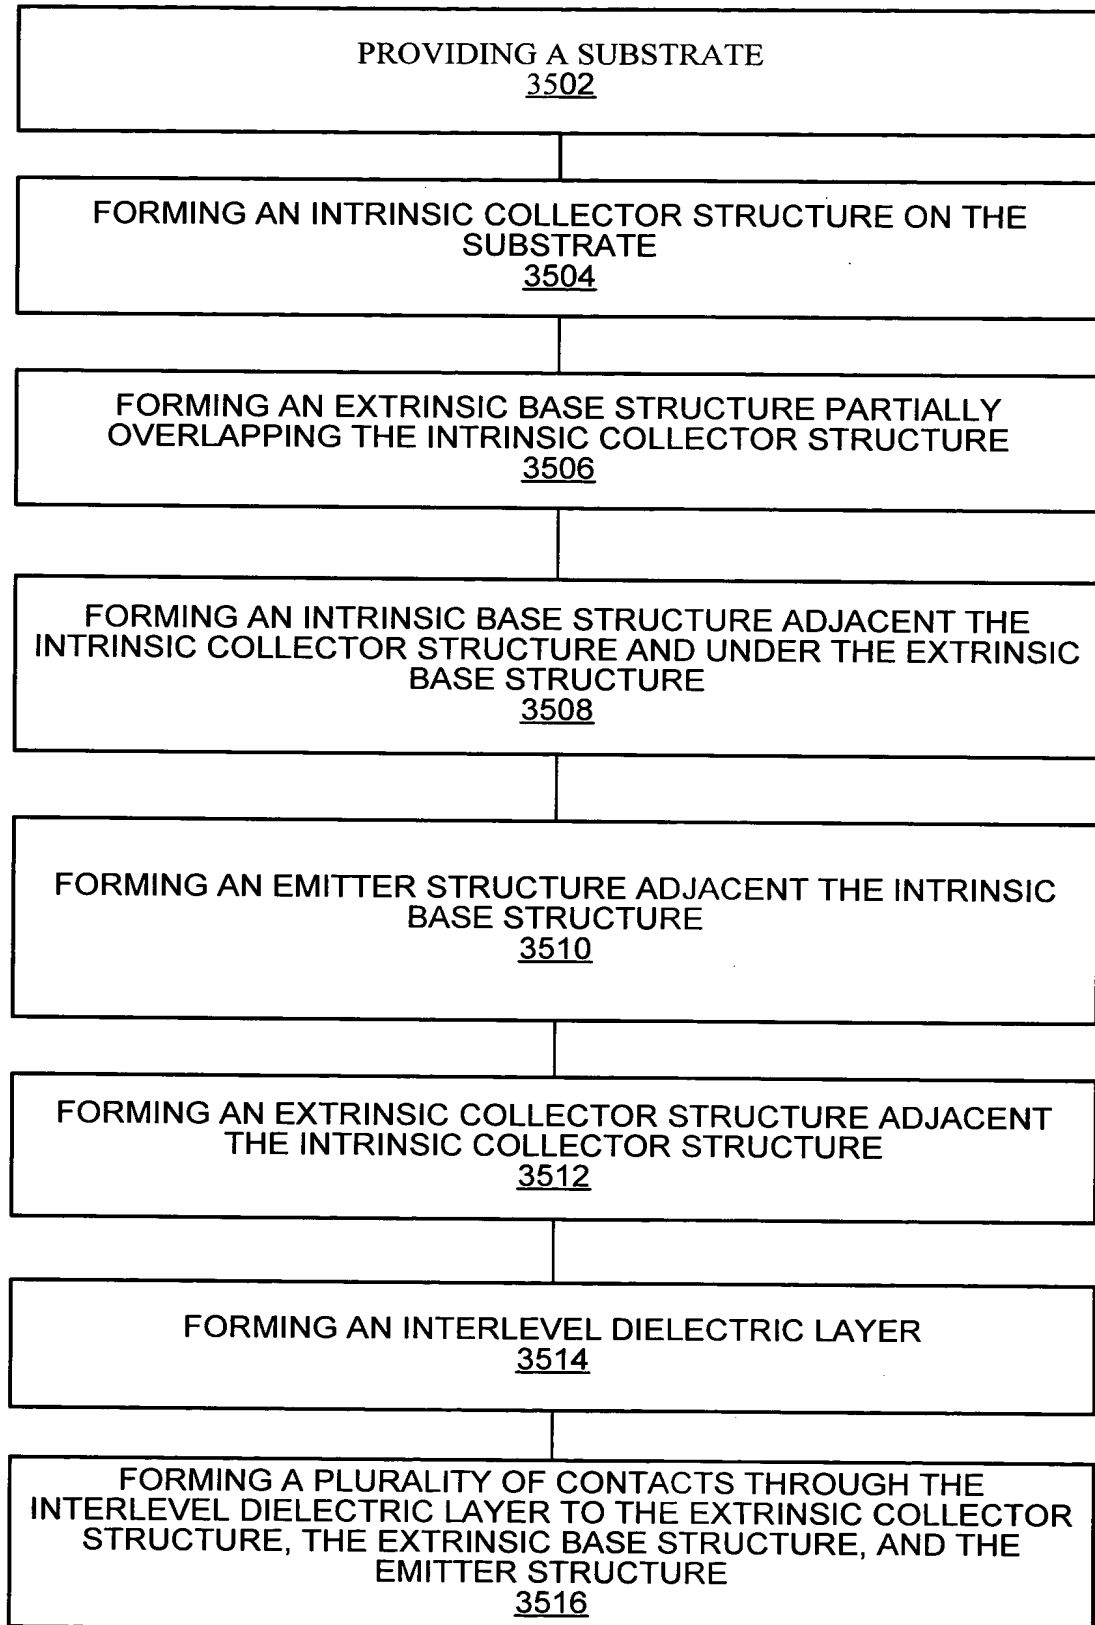 PROVIDING A SUBSTRATE
3502
FORMING AN INTRINSIC COLLECTOR STRUCTURE ON THE
SUBSTRATE
3504
FORMING AN EXTRINSIC BASE STRUCTURE PARTIALLY
OVERLAPPING THE INTRINSIC COLLECTOR STRUCTURE
3506
FORMING AN INTRINSIC BASE STRUCTURE ADJACENT THE
INTRINSIC COLLECTOR STRUCTURE AND UNDER THE EXTRINSIC
BASE STRUCTURE
3508
FORMING AN EMITTER STRUCTURE ADJACENT THE INTRINSIC
BASE STRUCTURE
3510
FORMING AN EXTRINSIC COLLECTOR STRUCTURE ADJACENT
THE INTRINSIC COLLECTOR STRUCTURE
3512
FORMING AN INTERLEVEL DIELECTRIC LAYER
3514
FORMING A PLURALITY OF CONTACTS THROUGH THE
INTERLEVEL DIELECTRIC LAYER TO THE EXTRINSIC COLLECTOR
STRUCTURE, THE EXTRINSIC BASE STRUCTURE, AND THE
EMITTER STRUCTURE
3516